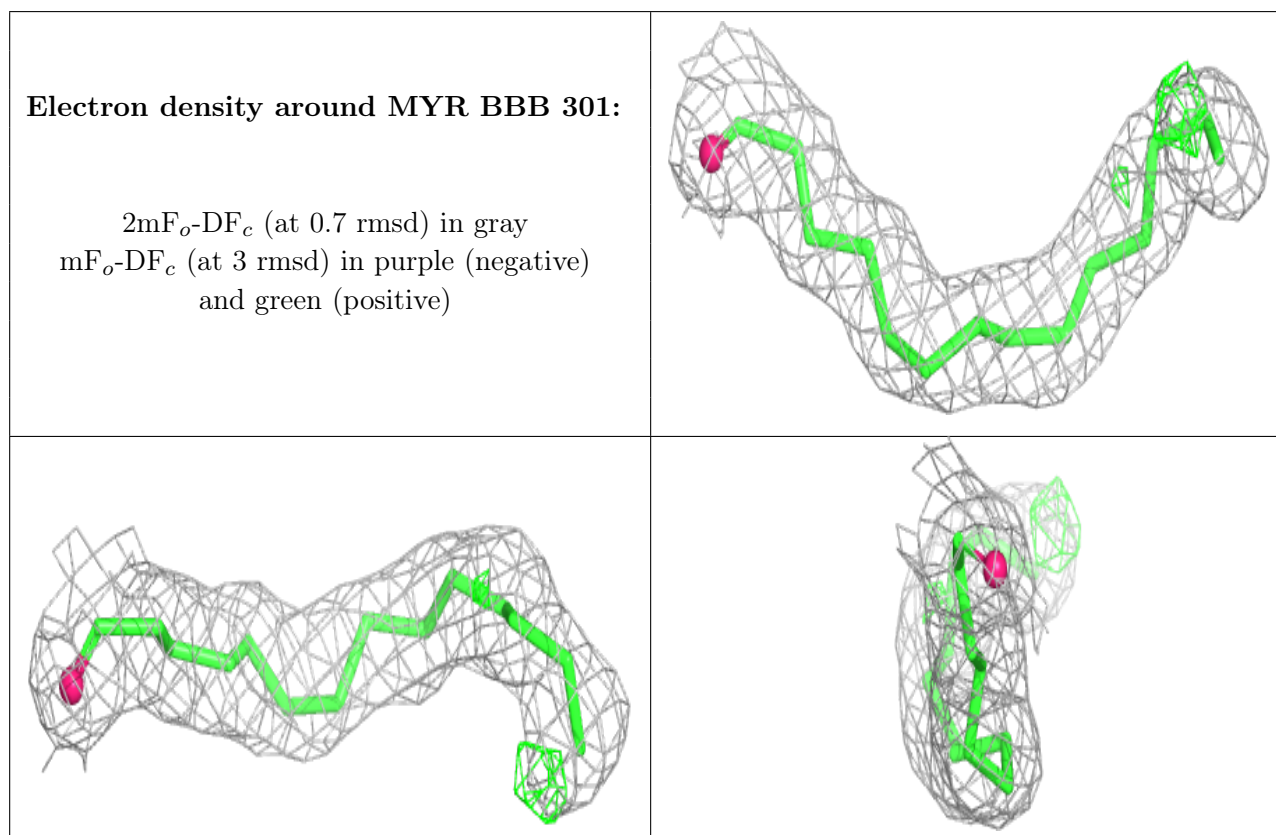 Electron density around MYR BBB 301:
2mFₒ-DF𝒸 (at 0.7 rmsd) in gray
mFₒ-DF𝒸 (at 3 rmsd) in purple (negative)
and green (positive)